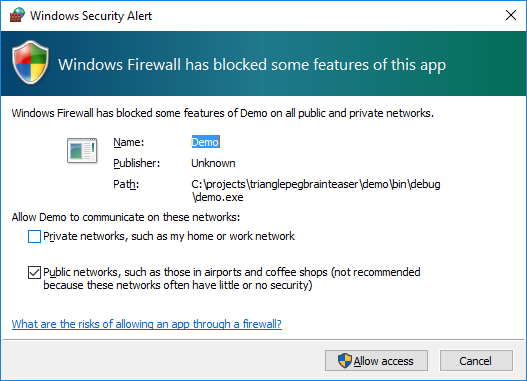 Windows Security Alert
Windows Firewall has blocked some features of this app
Windows Firewall has blocked some features of Demo on all public and private networks.
Name: Demo
Publisher: Unknown
Path: C:\projects\trianglepegbrainteaser\demo\bin\debug
\demo.exe
Allow Demo to communicate on these networks:
Private networks, such as my home or work network
Public networks, such as those in airports and coffee shops (not recommended
because these networks often have little or no security)
What are the risks of allowing an app through a firewall?
Allow access Cancel